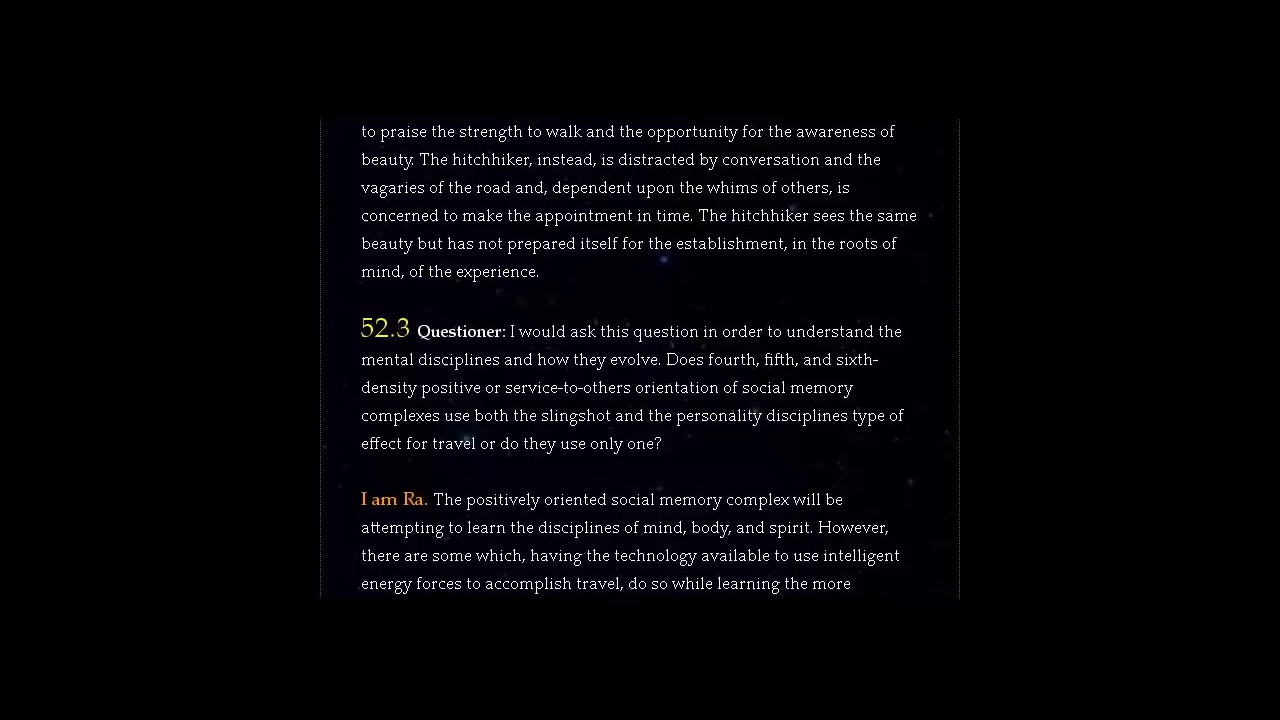 to praise the strength to walk and the opportunity for the awareness of
beauty. The hitchhiker, instead, is distracted by conversation and the
vagaries of the road and, dependent upon the whims of others, is
concerned to make the appointment in time. The hitchhiker sees the same
beauty but has not prepared itself for the establishment, in the roots of
mind, of the experience.
52.3 Questioner: I would ask this question in order to understand the
mental disciplines and how they evolve. Does fourth, fifth, and sixth-
density positive or service-to-others orientation of social memory
complexes use both the slingshot and the personality disciplines type of
effect for travel or do they use only one?
I am Ra. The positively oriented social memory complex will be
attempting to learn the disciplines of mind, body, and spirit. However,
there are some which, having the technology available to use intelligent
energy forces to accomplish travel, do so while learning the more